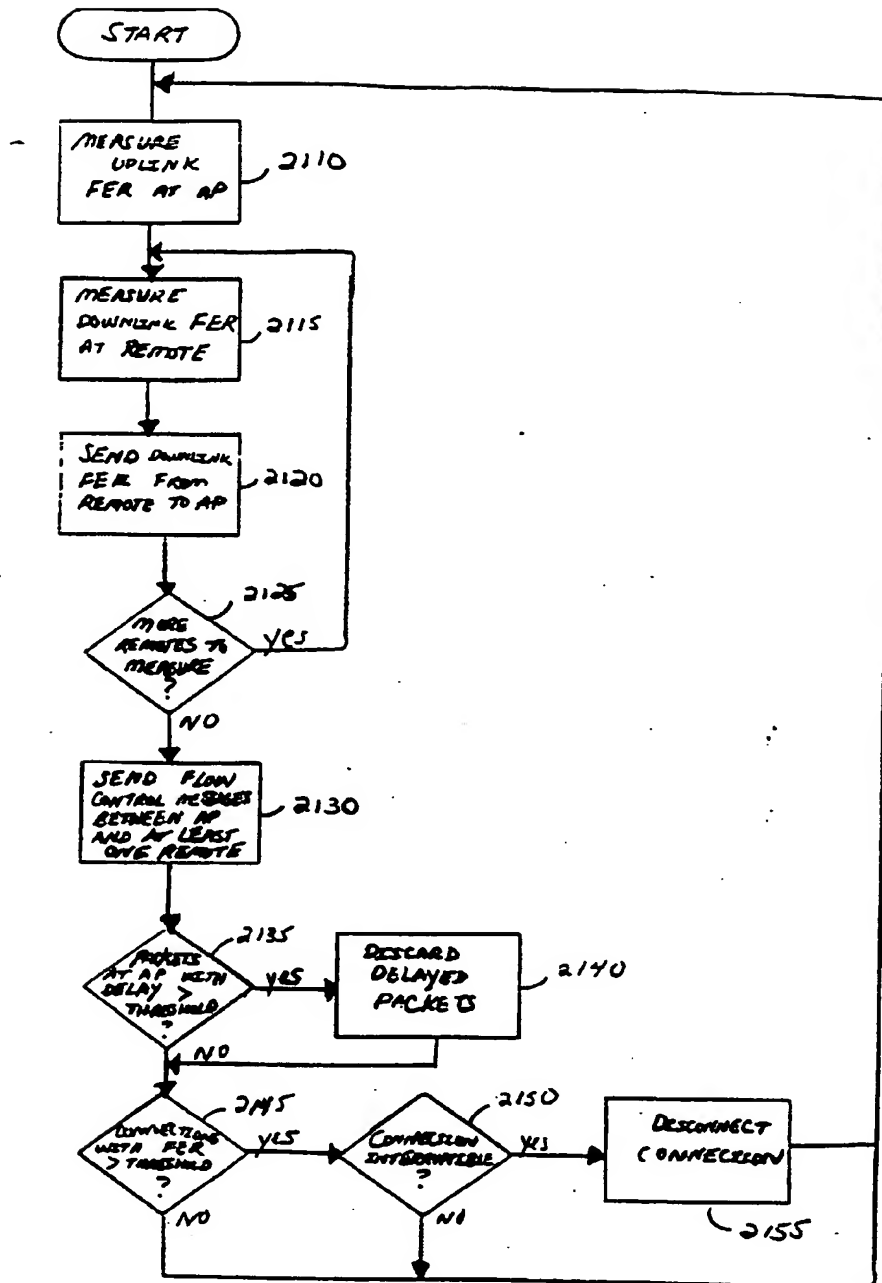 START
MEASURE
UPLINK
FER AT AP
2110
MEASURE
DOWNLINK FER
AT REMOTE
2115
SEND DOWNLINK
FER FROM
REMOTE TO AP
2120
2125
MORE
REMOTES TO
MEASURE
?
yes
NO
SEND FLOW
CONTROL MESSAGES
BETWEEN AP
AND AT LEAST
ONE REMOTE
2130
2135
PACKETS
AT AP WITH
DELAY >
THRESHOLD
?
yes
NO
DISCARD
DELAYED
PACKETS
2140
2145
CONNECTIONS
WITH FER
> THRESHOLD
?
yes
NO
2150
CONNECTION
INTERRUPTIBLE
?
yes
NO
DISCONNECT
CONNECTION
2155